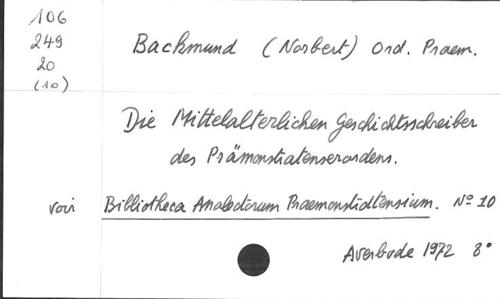 106
249
20
(10)
Backmund (Norbert) Ord. Praem.
Die Mittelalterlichen Geschichtsschreiber
des Prämonstratenserordens.
voir Bibliotheca Analectorum Praemonstratensium. No 10
Averbode 1972 8°